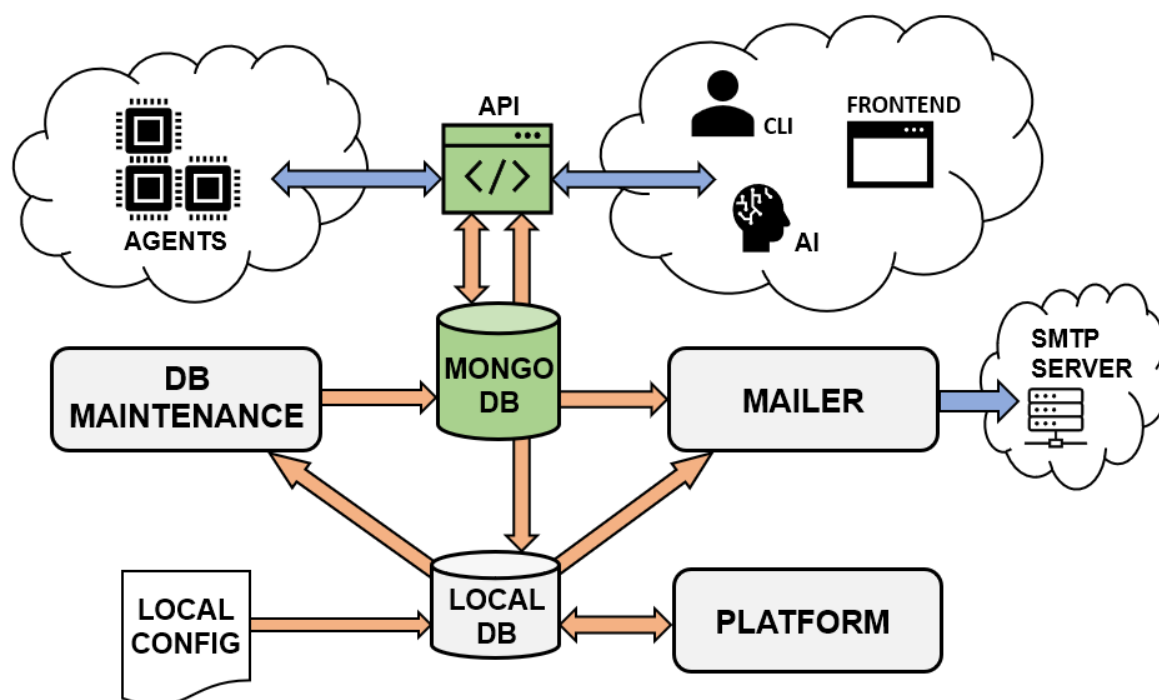 API
</>
AGENTS
CLI
FRONTEND
AI
DB
MAINTENANCE
MONGO
DB
MAILER
SMTP
SERVER
LOCAL
CONFIG
LOCAL
DB
PLATFORM